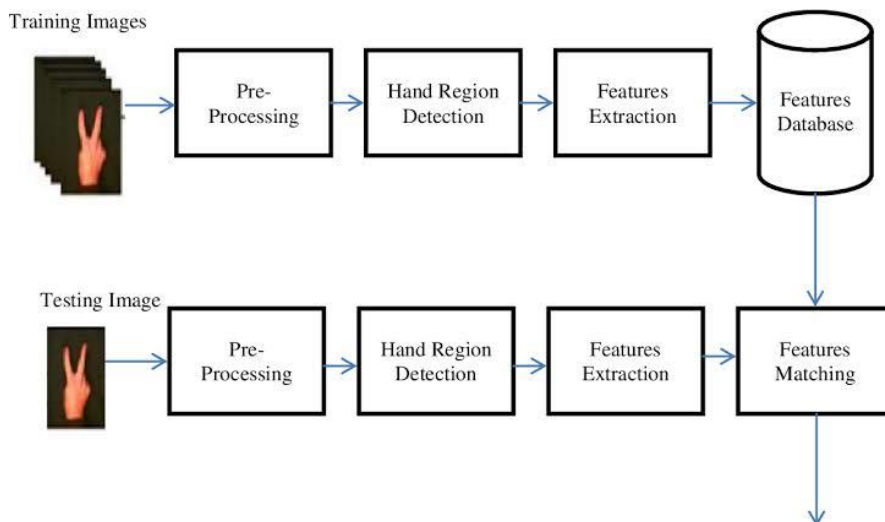 Training Images
Pre-
Processing
Hand Region
Detection
Features
Extraction
Features
Database
Testing Image
Pre-
Processing
Hand Region
Detection
Features
Extraction
Features
Matching